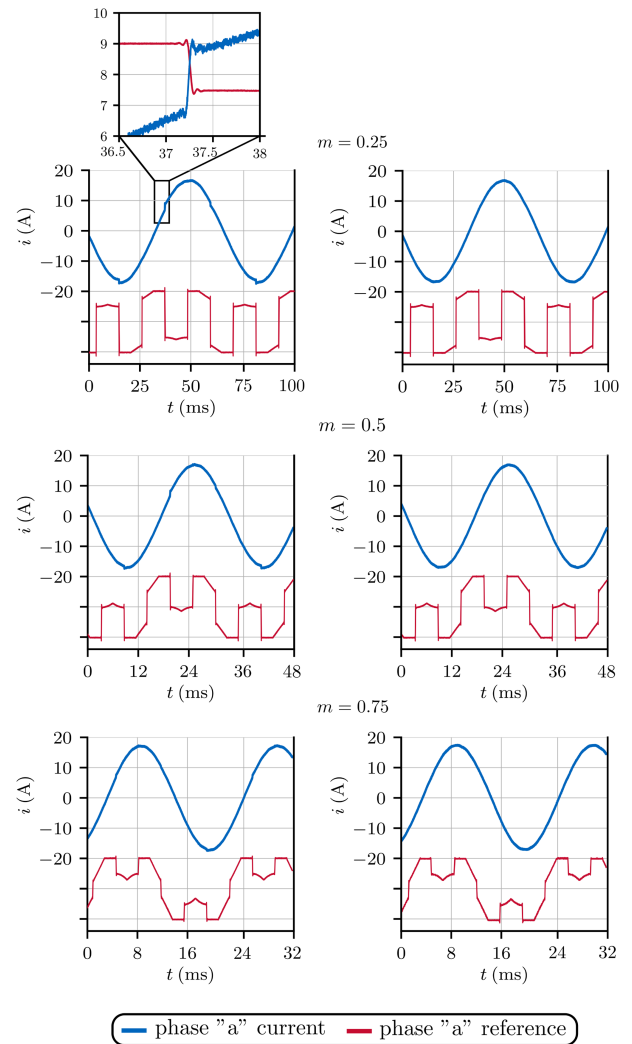 10
9
8
7
6
36.5 37 37.5 38
m = 0.25
20
10
0
−10
−20
i (A)
0 25 50 75 100
t (ms)
20
10
0
−10
−20
i (A)
0 25 50 75 100
t (ms)
m = 0.5
20
10
0
−10
−20
i (A)
0 12 24 36 48
t (ms)
20
10
0
−10
−20
i (A)
0 12 24 36 48
t (ms)
m = 0.75
20
10
0
−10
−20
i (A)
0 8 16 24 32
t (ms)
20
10
0
−10
−20
i (A)
0 8 16 24 32
t (ms)
phase "a" current phase "a" reference